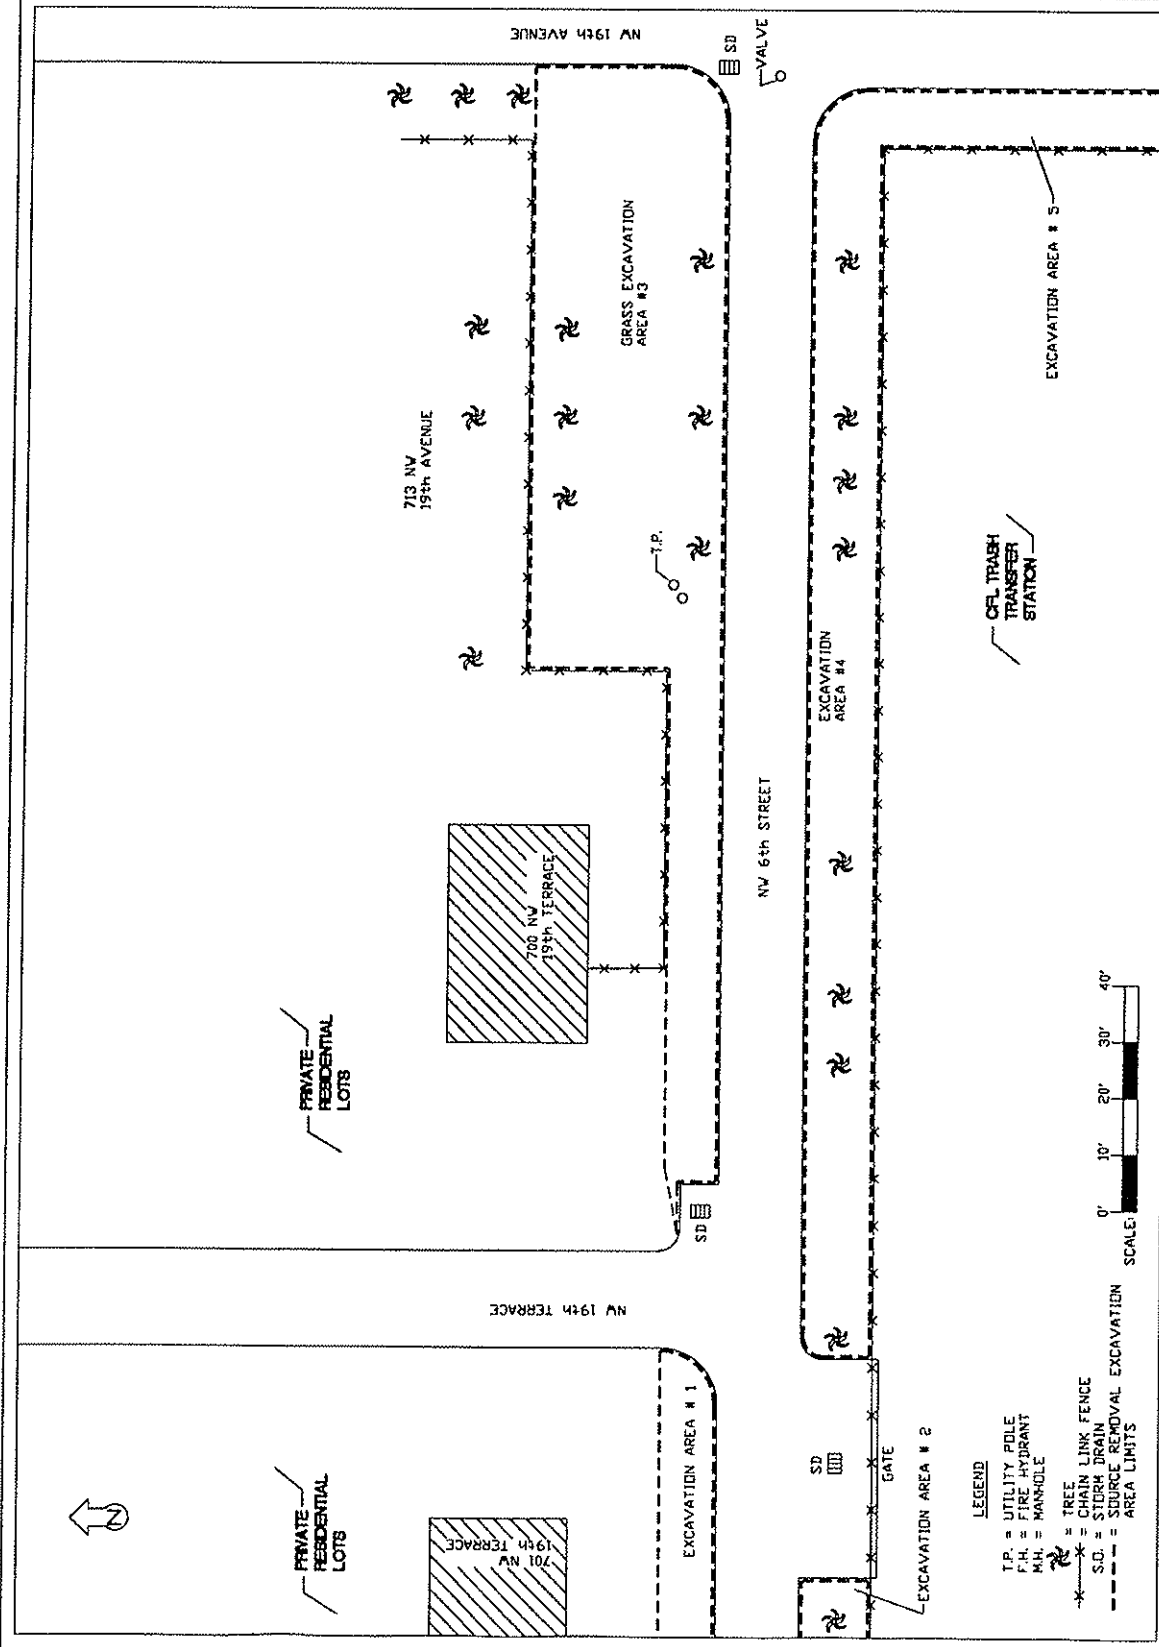 N
PRIVATE
RESIDENTIAL
LOTS
701 NW
19th TERRACE
EXCAVATION AREA # 1
NW 19th TERRACE
PRIVATE
RESIDENTIAL
LOTS
700 NW
19th TERRACE
713 NW
19th AVENUE
GRASS EXCAVATION
AREA #3
T.P.
NW 19th AVENUE
SD
VALVE
SD
NW 6th STREET
SD
GATE
EXCAVATION AREA # 2
EXCAVATION
AREA #4
EXCAVATION AREA # 5
CFL TRASH
TRANSFER
STATION
LEGEND
T.P. = UTILITY POLE
F.H. = FIRE HYDRANT
M.H. = MANHOLE
= TREE
= CHAIN LINK FENCE
S.D. = STORM DRAIN
= SOURCE REMOVAL EXCAVATION
AREA LIMITS
SCALE: 0' 10' 20' 30' 40'